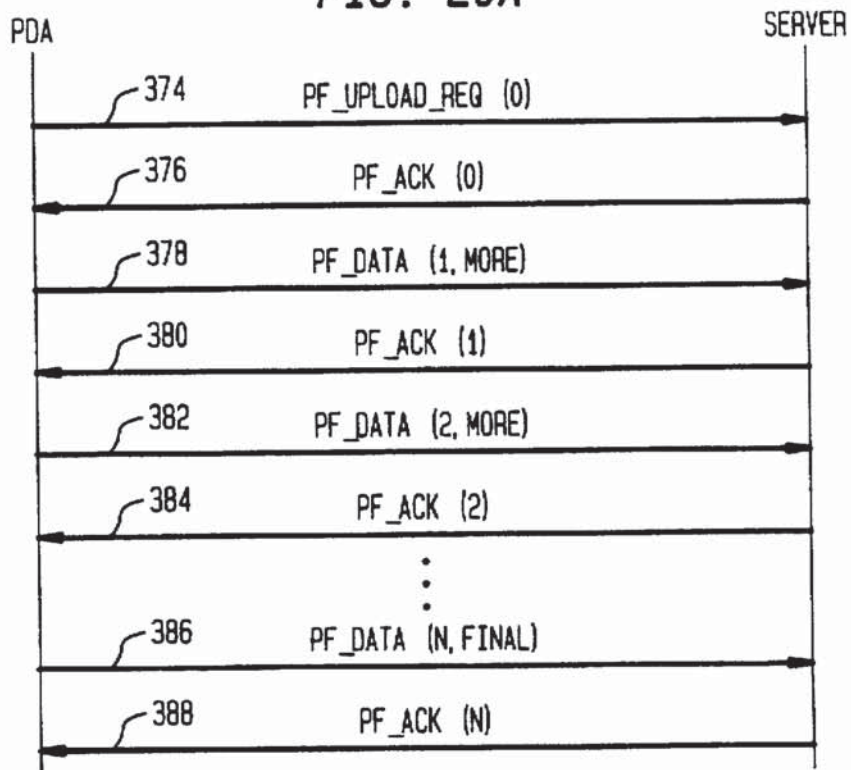 PDA
SERVER
374 PF_UPLOAD_REQ (0)
376 PF_ACK (0)
378 PF_DATA (1, MORE)
380 PF_ACK (1)
382 PF_DATA (2, MORE)
384 PF_ACK (2)
386 PF_DATA (N, FINAL)
388 PF_ACK (N)